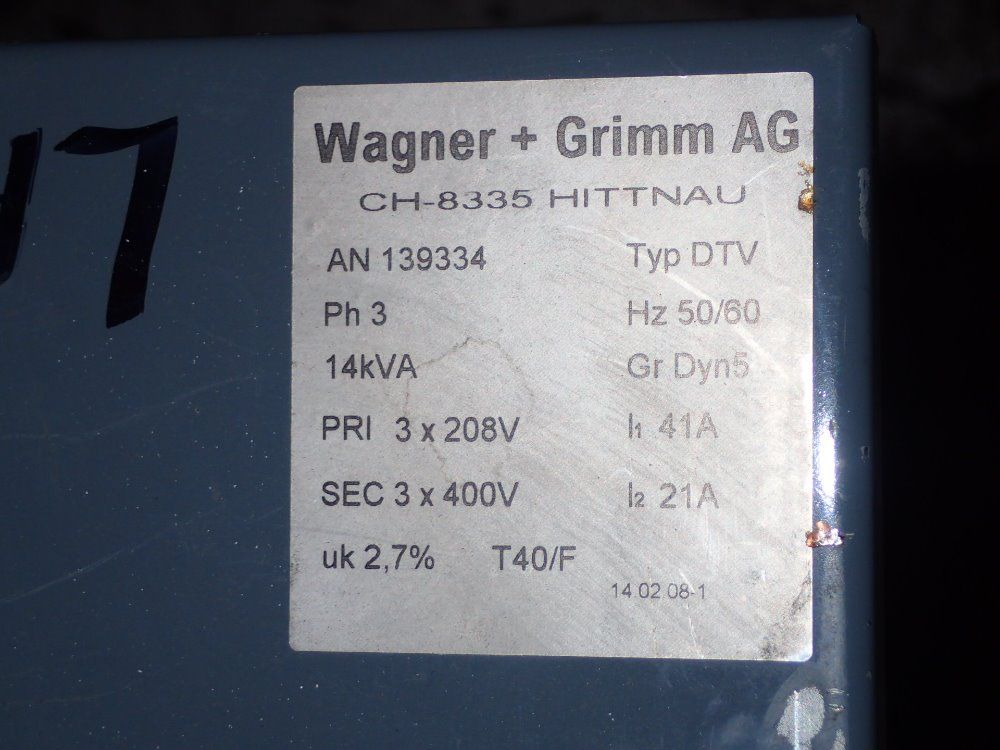 Wagner + Grimm AG
CH-8335 HITTNAU
AN 139334 Typ DTV
Ph 3 Hz 50/60
14kVA Gr Dyn5
PRI 3 x 208V I1 41A
SEC 3 x 400V I2 21A
uk 2,7% T40/F
14.02.08-1